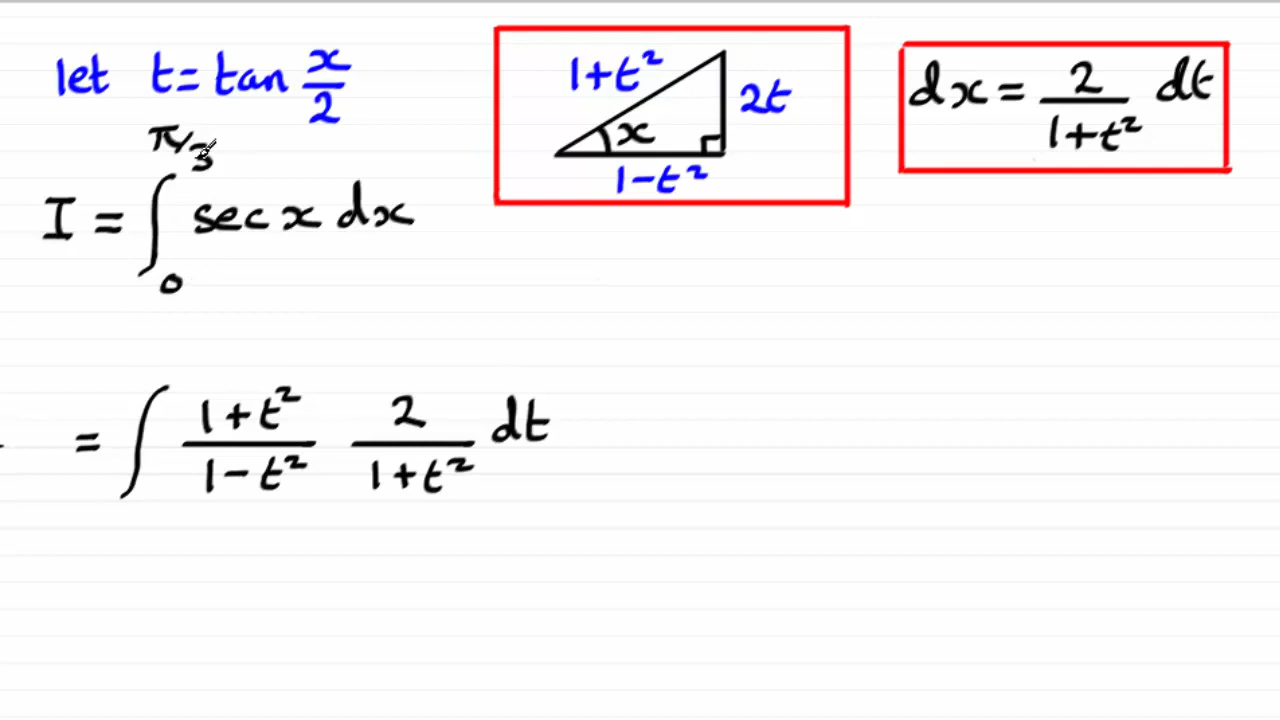 let t = tan x/2
1+t²
2t
x
1-t²
dx = 2/(1+t²) dt
π/3
I = ∫ sec x dx
0
= ∫ (1+t²)/(1-t²) 2/(1+t²) dt